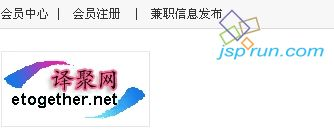 会员中心 | 会员注册 | 兼职信息发布
jsprun.com
译聚网
etogether.net